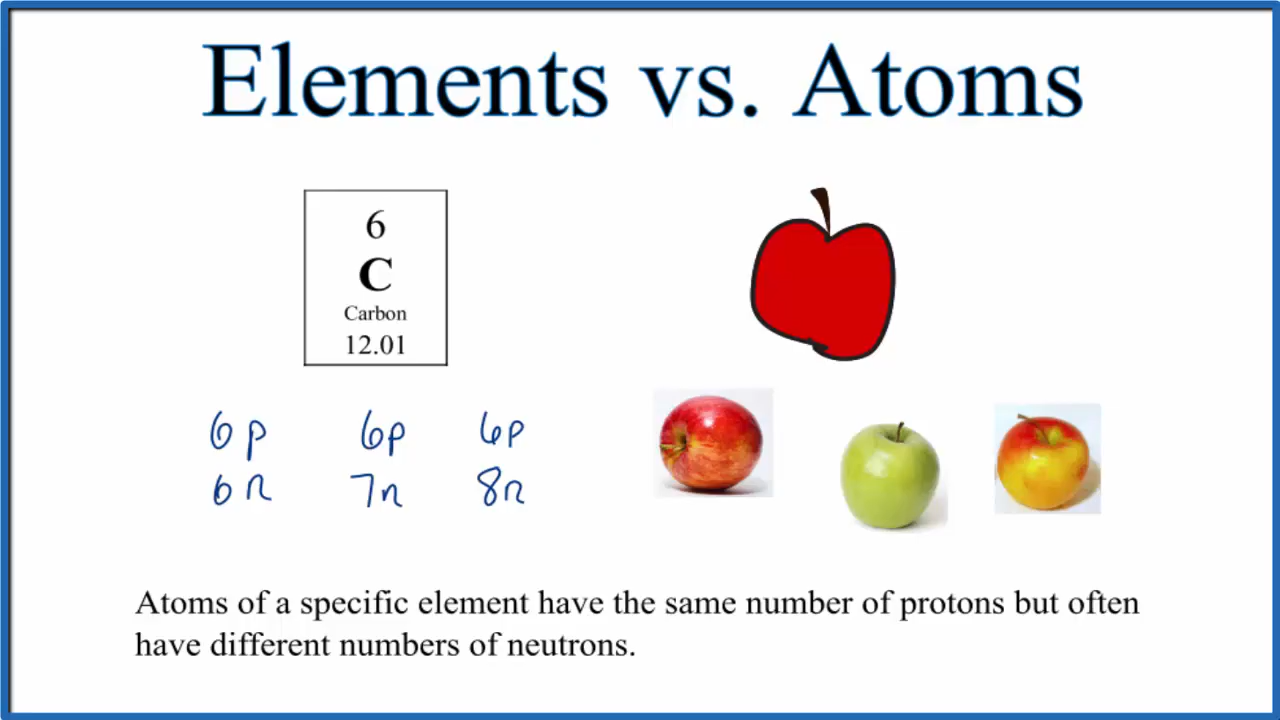 Elements vs. Atoms
6
C
Carbon
12.01
6p 6p 6p
6n 7n 8n
Atoms of a specific element have the same number of protons but often
have different numbers of neutrons.